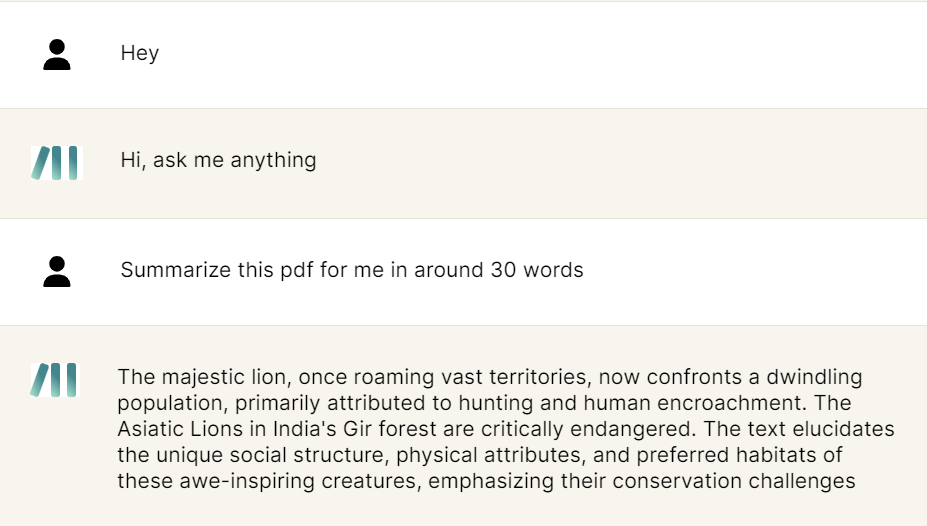 Hey
Hi, ask me anything
Summarize this pdf for me in around 30 words
The majestic lion, once roaming vast territories, now confronts a dwindling
population, primarily attributed to hunting and human encroachment. The
Asiatic Lions in India's Gir forest are critically endangered. The text elucidates
the unique social structure, physical attributes, and preferred habitats of
these awe-inspiring creatures, emphasizing their conservation challenges